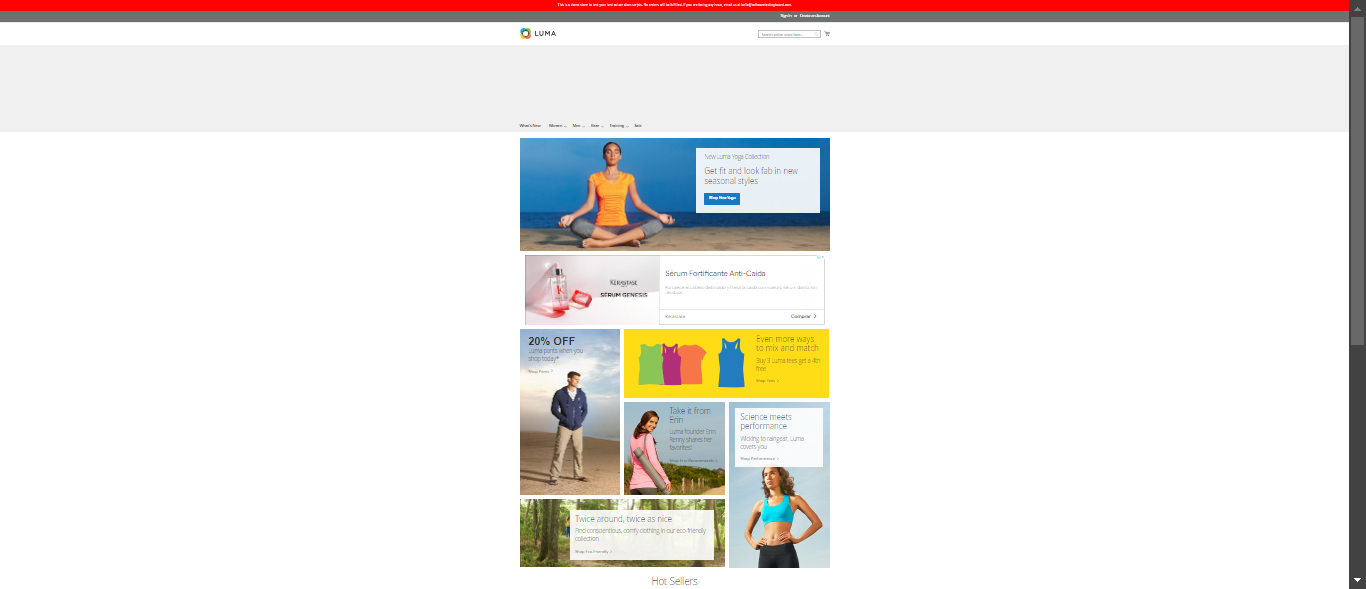 This is a demo store to test your test automation scripts. No orders will be fulfilled. If you are facing any issue, email us at hello@softwaretestingboard.com.
Sign In or Create an Account
LUMA
Search entire store here...
What's New Women Men Gear Training Sale
New Luma Yoga Collection
Get fit and look fab in new
seasonal styles
Shop New Yoga
KÉRASTASE
SÉRUM GENESIS
Sérum Fortificante Anti-Caida
Kérastase
Comprar
20% OFF
Luma pants when you
shop today*
Shop Pants
Even more ways
to mix and match
Buy 3 Luma tees get a 4th
free
Shop Tees
Take it from
Erin
Luma founder Erin
Renny shares her
favorites!
Shop Erin Recommends
Science meets
performance
Wicking to raingear, Luma
covers you
Shop Performance
Twice around, twice as nice
Find conscientious, comfy clothing in our eco-friendly
collection
Shop Eco-Friendly
Hot Sellers